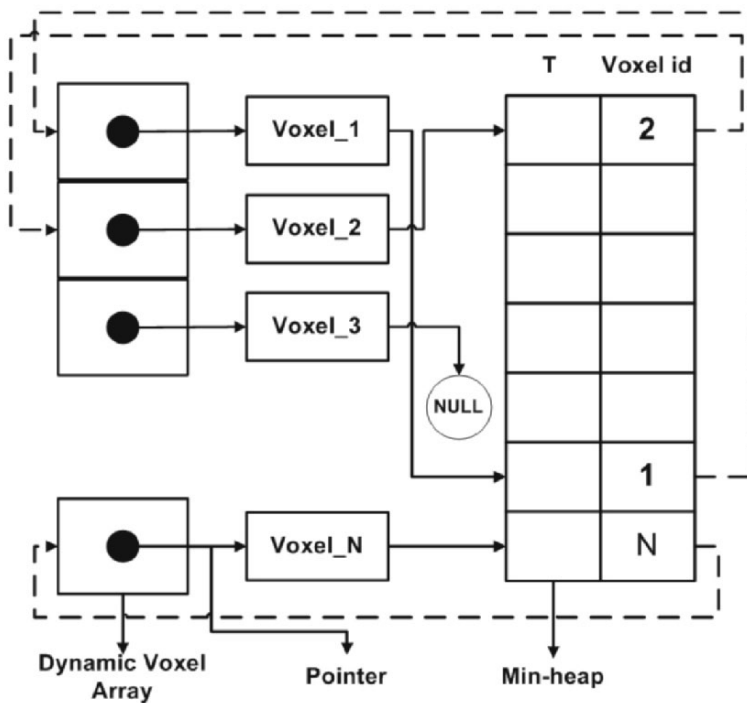 T Voxel id
Voxel_1 2
Voxel_2
Voxel_3
NULL
1
Voxel_N N
Dynamic Voxel
Array
Pointer
Min-heap